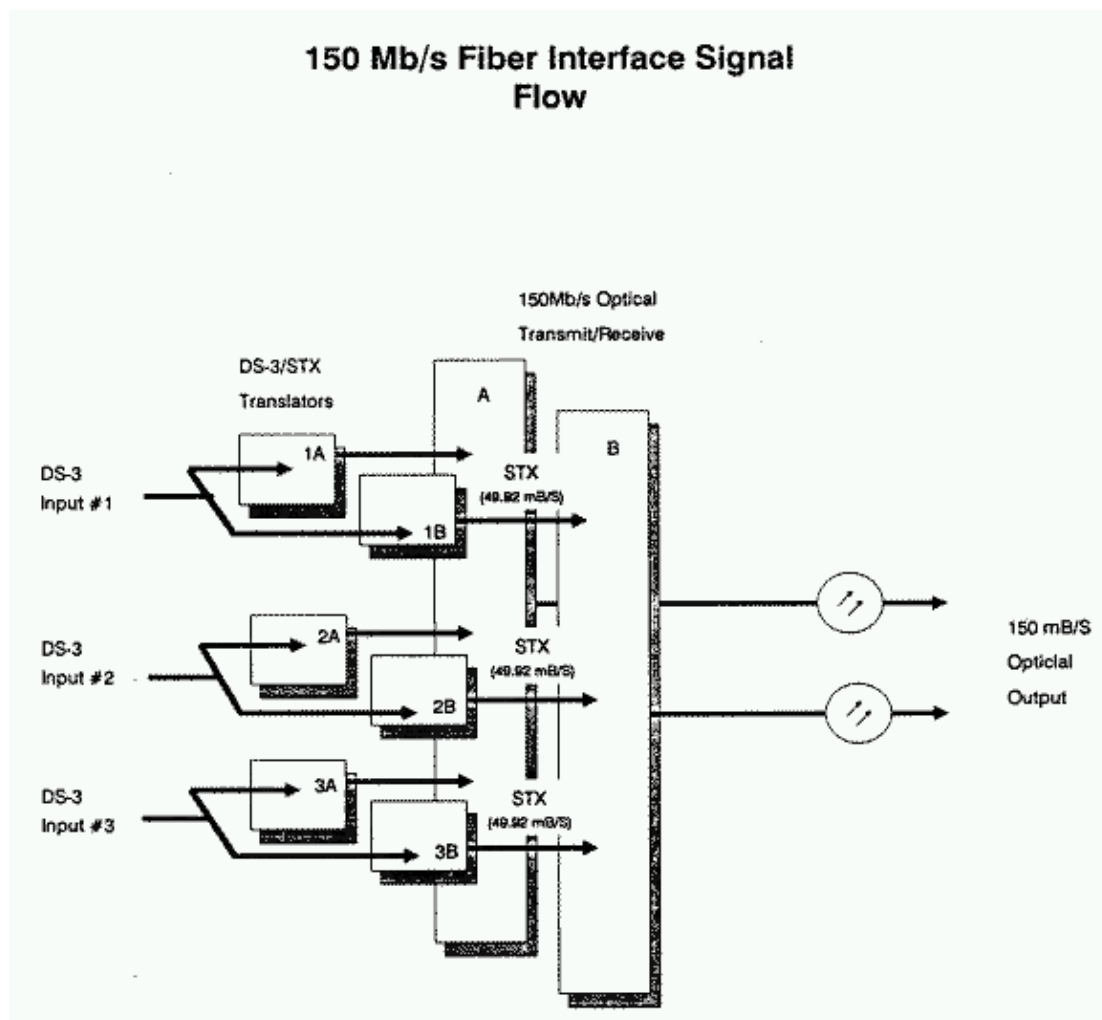 150 Mb/s Fiber Interface Signal
Flow
150Mb/s Optical
Transmit/Receive
DS-3/STX
Translators
A
B
1A
DS-3
Input #1
STX
(49.92 mB/S)
1B
2A
DS-3
Input #2
STX
(49.92 mB/S)
2B
150 mB/S
Opticlal
Output
3A
DS-3
Input #3
STX
(49.92 mB/S)
3B